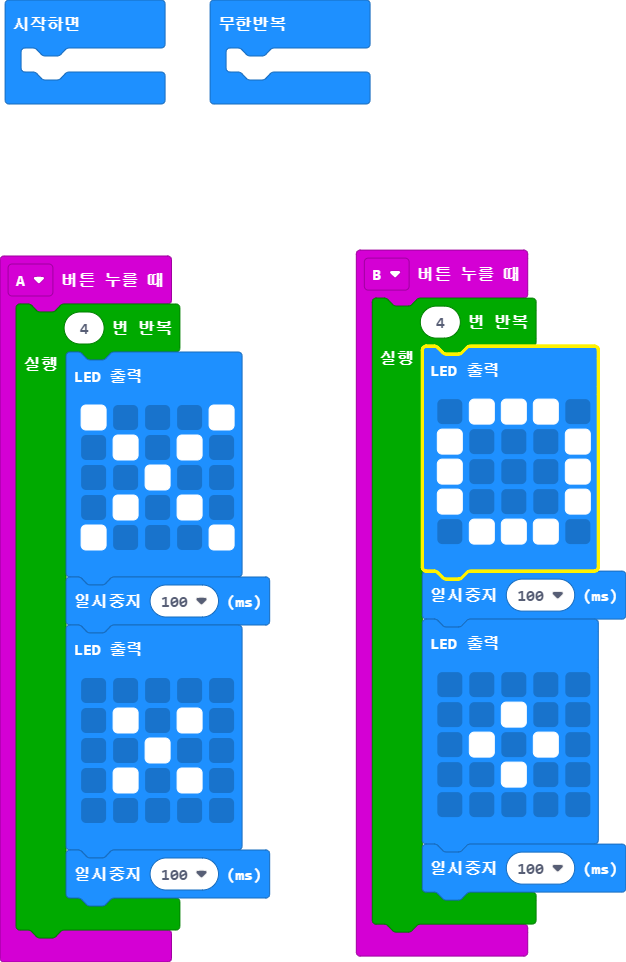 시작하면
무한반복
A 버튼 누를 때
4 번 반복
실행
LED 출력
일시중지 100 (ms)
LED 출력
일시중지 100 (ms)
B 버튼 누를 때
4 번 반복
실행
LED 출력
일시중지 100 (ms)
LED 출력
일시중지 100 (ms)